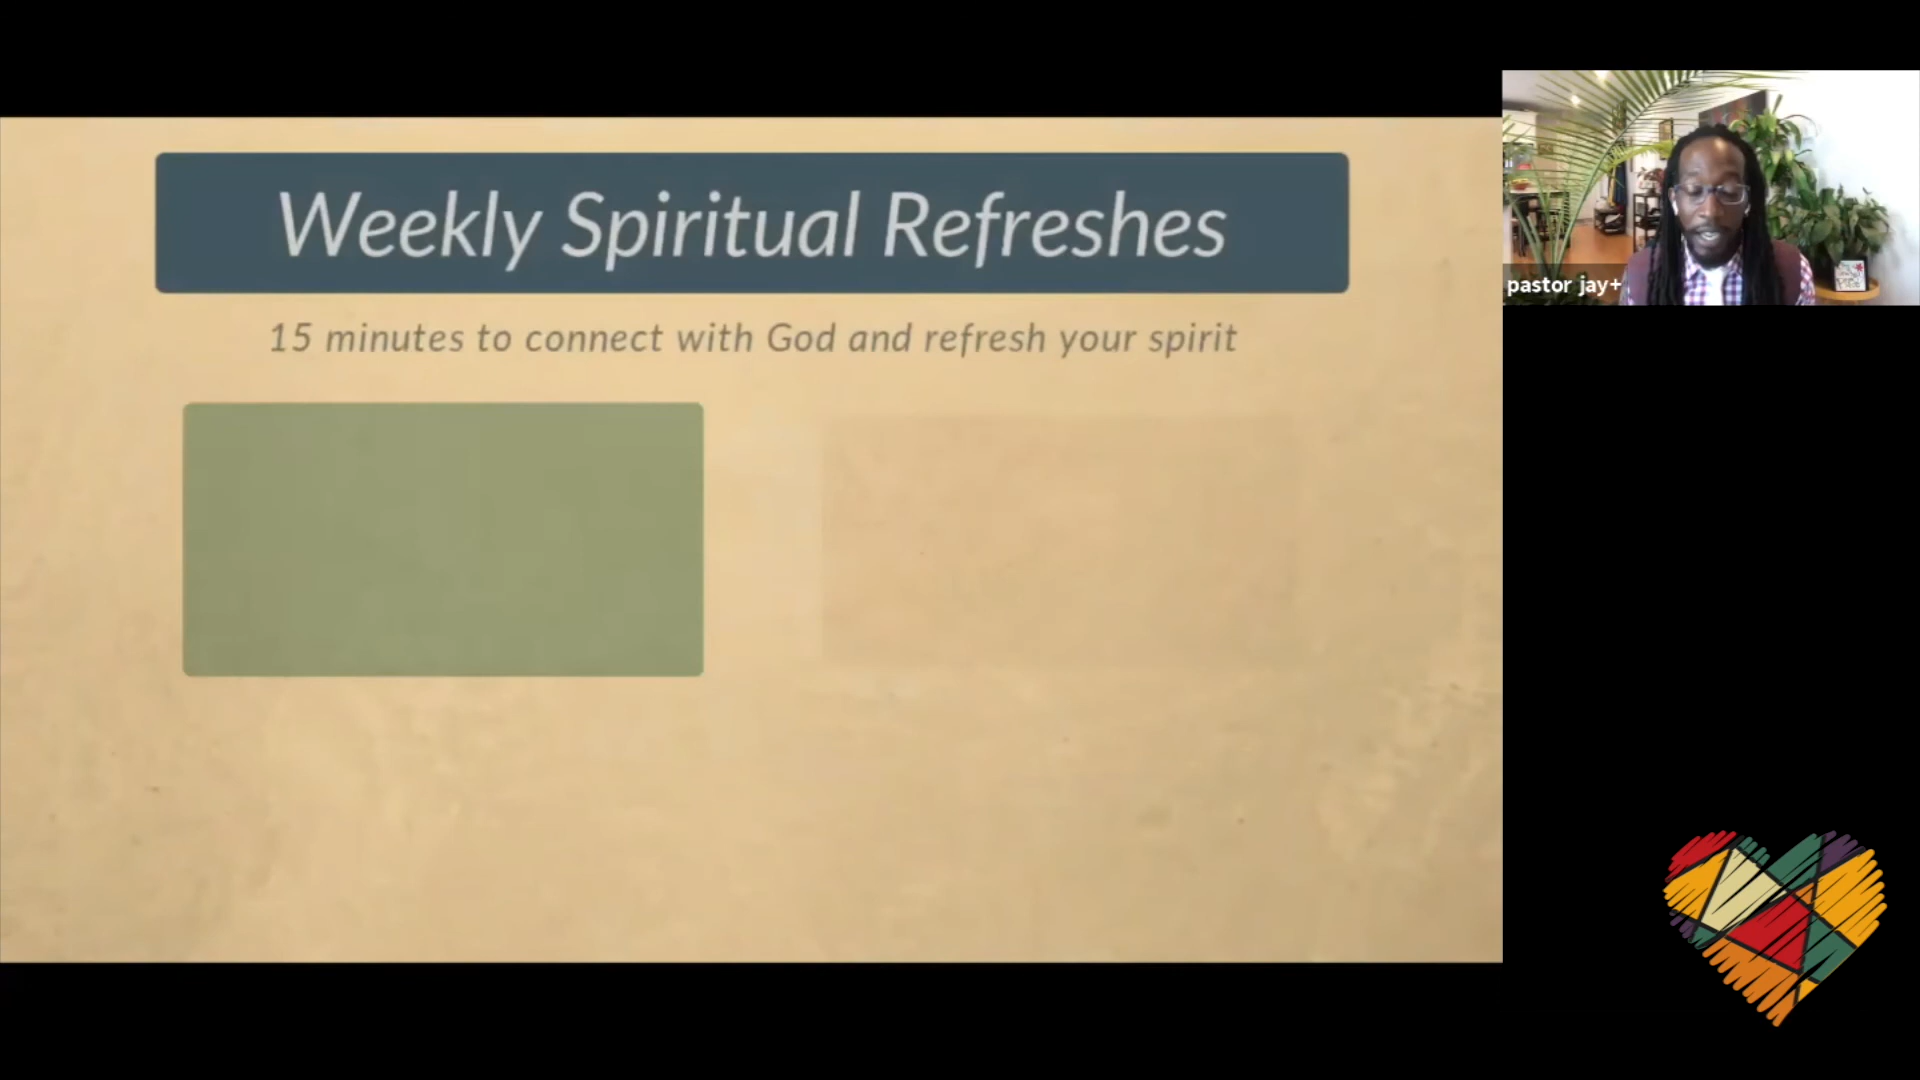 Weekly Spiritual Refreshes
15 minutes to connect with God and refresh your spirit
pastor jay+